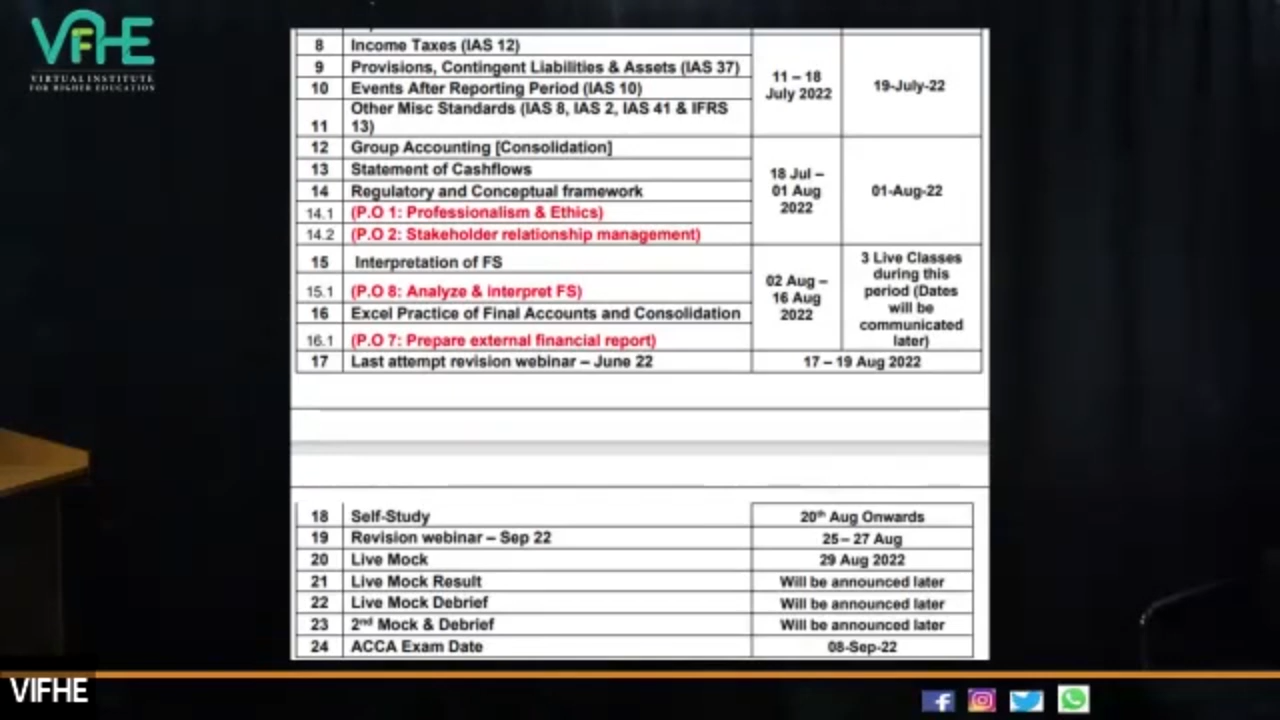 VIFHE
VIRTUAL INSTITUTE
FOR HIGHER EDUCATION
8 Income Taxes (IAS 12)
9 Provisions, Contingent Liabilities & Assets (IAS 37)
10 Events After Reporting Period (IAS 10)
11 Other Misc Standards (IAS 8, IAS 2, IAS 41 & IFRS
13)
11 – 18
July 2022
19-July-22
12 Group Accounting [Consolidation]
13 Statement of Cashflows
14 Regulatory and Conceptual framework
14.1 (P.O 1: Professionalism & Ethics)
14.2 (P.O 2: Stakeholder relationship management)
18 Jul –
01 Aug
2022
01-Aug-22
15 Interpretation of FS
15.1 (P.O 8: Analyze & interpret FS)
16 Excel Practice of Final Accounts and Consolidation
16.1 (P.O 7: Prepare external financial report)
02 Aug –
16 Aug
2022
3 Live Classes
during this
period (Dates
will be
communicated
later)
17 Last attempt revision webinar – June 22 17 – 19 Aug 2022
18 Self-Study 20th Aug Onwards
19 Revision webinar – Sep 22 25 – 27 Aug
20 Live Mock 29 Aug 2022
21 Live Mock Result Will be announced later
22 Live Mock Debrief Will be announced later
23 2nd Mock & Debrief Will be announced later
24 ACCA Exam Date 08-Sep-22
VIFHE